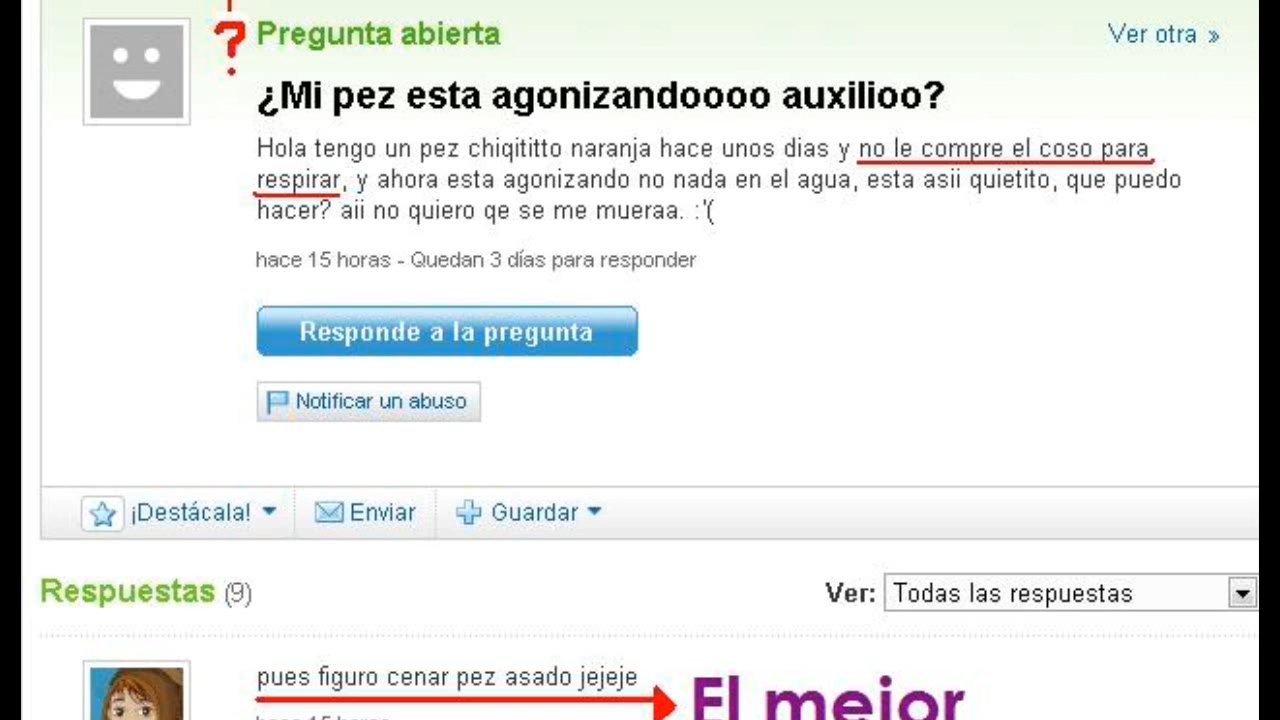 Pregunta abierta
Ver otra »
¿Mi pez esta agonizandoooo auxilioo?
Hola tengo un pez chiqititto naranja hace unos dias y no le compre el coso para
respirar, y ahora esta agonizando no nada en el agua, esta asii quietito, que puedo
hacer? aii no quiero qe se me mueraa. :'(
hace 15 horas - Quedan 3 días para responder
Responde a la pregunta
Notificar un abuso
¡Destácala!
Enviar
Guardar
Respuestas (9)
Ver: Todas las respuestas
pues figuro cenar pez asado jejeje
El mejor
hace 15 horas